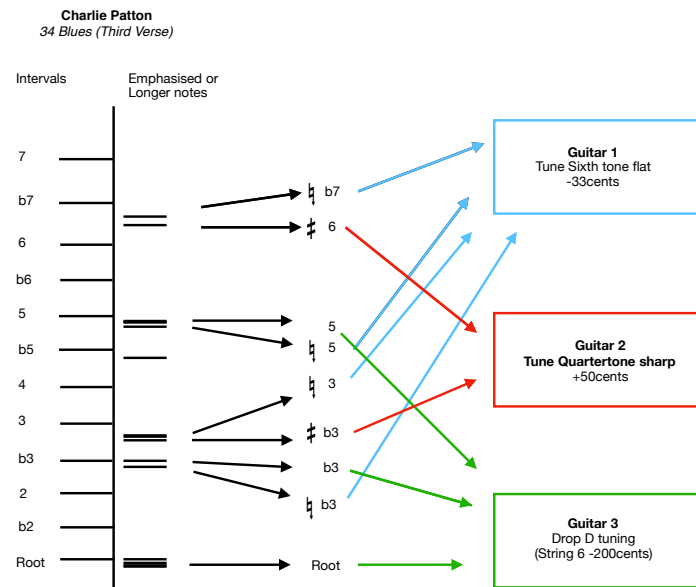 Charlie Patton
34 Blues (Third Verse)
Intervals
Emphasised or
Longer notes
7
b7
6
b6
5
b5
4
3
b3
2
b2
Root
b7
♯ 6
5
5
3
♯ b3
b3
b3
Root
Guitar 1
Tune Sixth tone flat
-33cents
Guitar 2
Tune Quartertone sharp
+50cents
Guitar 3
Drop D tuning
(String 6 -200cents)